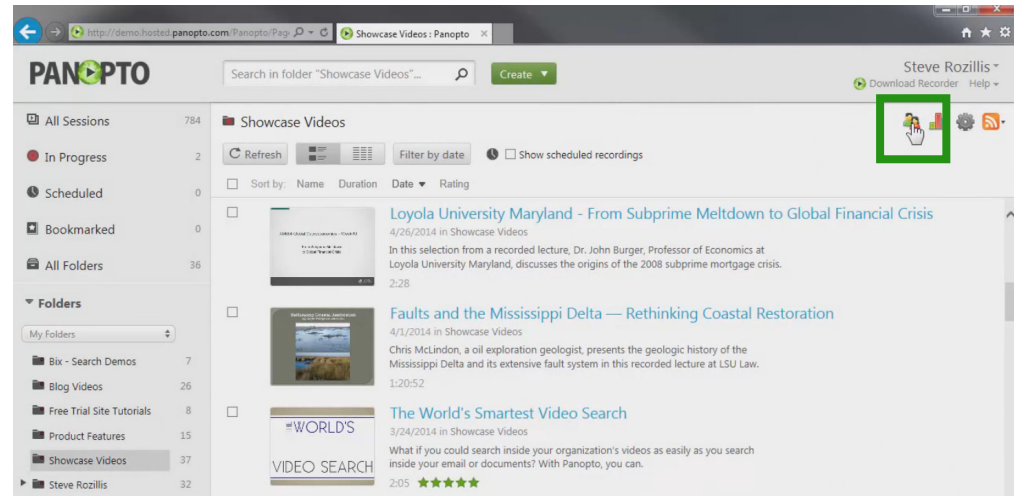 http://demo.hosted.panopto.com/Panopto/Pag
Showcase Videos : Panopto
PANOPTO
Search in folder "Showcase Videos"...
Create
Steve Rozillis
Download Recorder Help
All Sessions 784
In Progress 2
Scheduled 0
Bookmarked 0
All Folders 36
Folders
My Folders
Bix - Search Demos 7
Blog Videos 26
Free Trial Site Tutorials 8
Product Features 15
Showcase Videos 37
Steve Rozillis 32
Showcase Videos
Refresh Filter by date Show scheduled recordings
Sort by: Name Duration Date Rating
Loyola University Maryland - From Subprime Meltdown to Global Financial Crisis
4/26/2014 in Showcase Videos
In this selection from a recorded lecture, Dr. John Burger, Professor of Economics at
Loyola University Maryland, discusses the origins of the 2008 subprime mortgage crisis.
2:28
Faults and the Mississippi Delta — Rethinking Coastal Restoration
4/1/2014 in Showcase Videos
Chris McLindon, a oil exploration geologist, presents the geologic history of the
Mississippi Delta and its extensive fault system in this recorded lecture at LSU Law.
1:20:52
WORLD'S
VIDEO SEARCH
The World's Smartest Video Search
3/24/2014 in Showcase Videos
What if you could search inside your organization's videos as easily as you search
inside your email or documents? With Panopto, you can.
2:05